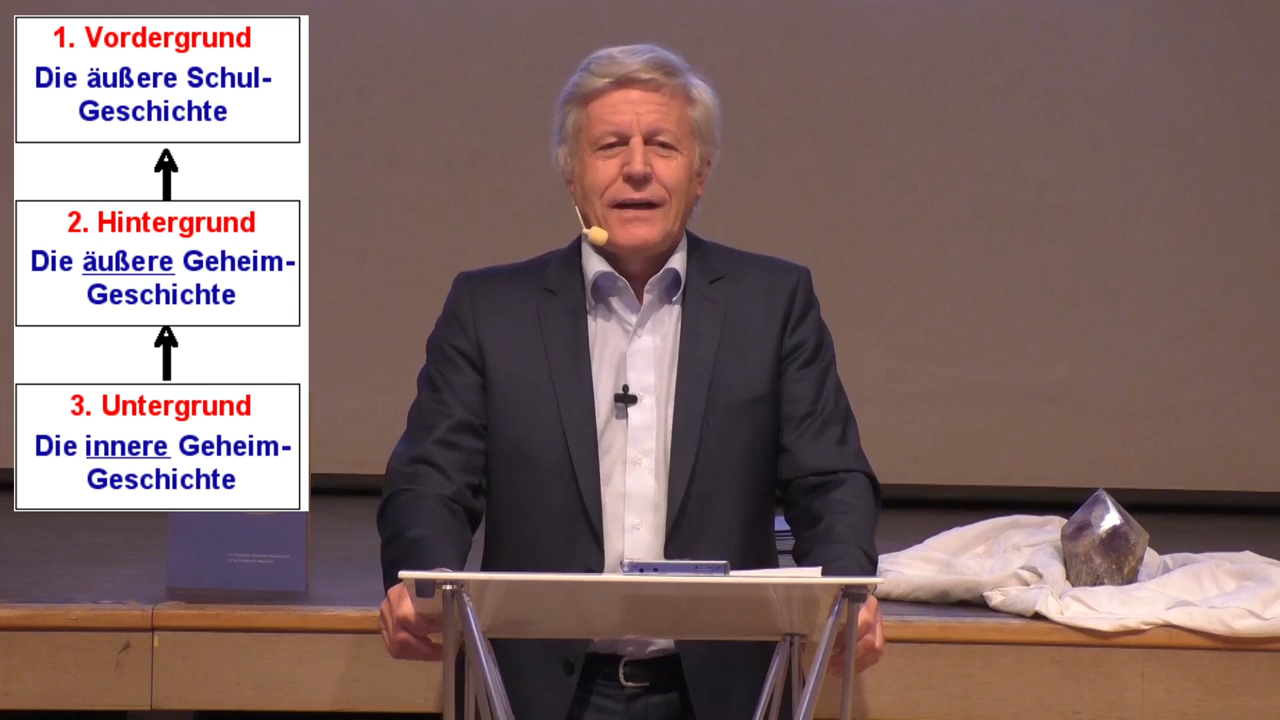 1. Vordergrund
Die äußere Schul-
Geschichte
2. Hintergrund
Die äußere Geheim-
Geschichte
3. Untergrund
Die innere Geheim-
Geschichte